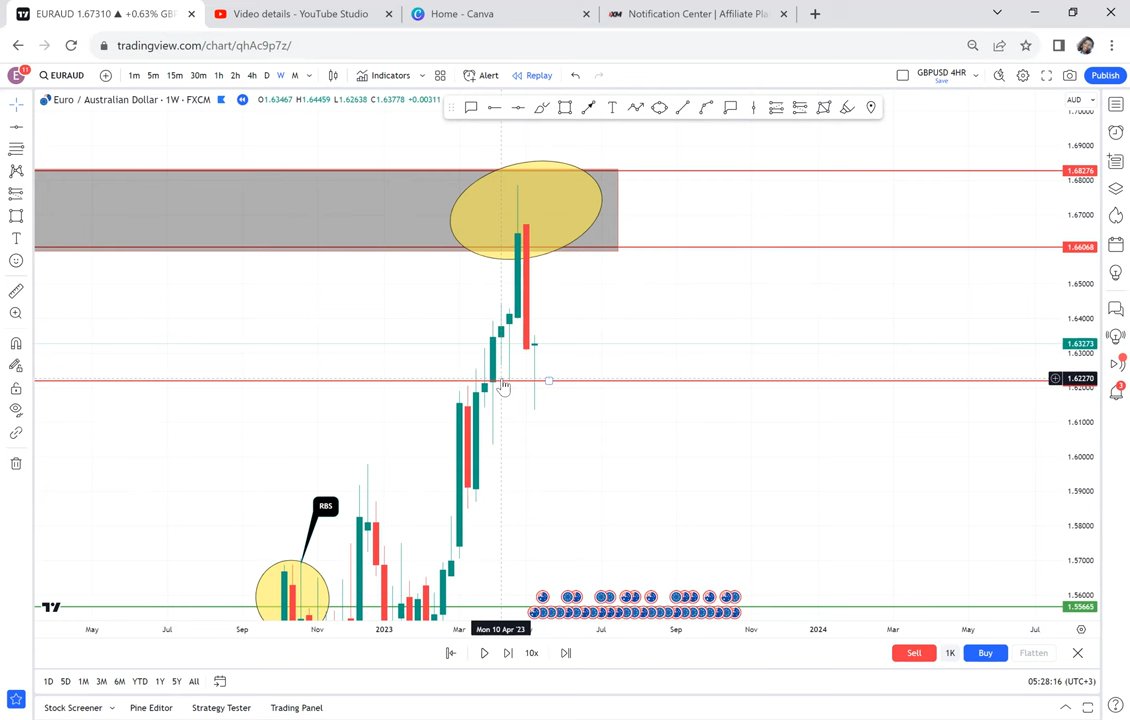 EURAUD 1.67310 ▲ +0.63% GB
Video details - YouTube Studio
Home - Canva
XM Notification Center | Affiliate Pl
tradingview.com/chart/qhAc9p7z/
E 11 EURAUD 1m 5m 15m 30m 1h 2h 4h D W M Indicators Alert Replay GBPUSD 4HR Save Publish
Euro / Australian Dollar · 1W · FXCM O1.63467 H1.64459 L1.62638 C1.63778 +0.00311 AUD
1.70000
1.69000
1.68276
1.68000
1.67000
1.66068
1.65000
1.64000
1.63273
1.63000
1.62270
1.62000
1.61000
1.60000
1.59000
RBS
1.58000
1.57000
1.56000
1.55665
May Jul Sep Nov 2023 Mar Mon 10 Apr '23 Jul Sep Nov 2024 Mar May Jul
10x Sell 1K Buy Flatten
1D 5D 1M 3M 6M YTD 1Y 5Y All 05:28:16 (UTC+3)
Stock Screener Pine Editor Strategy Tester Trading Panel